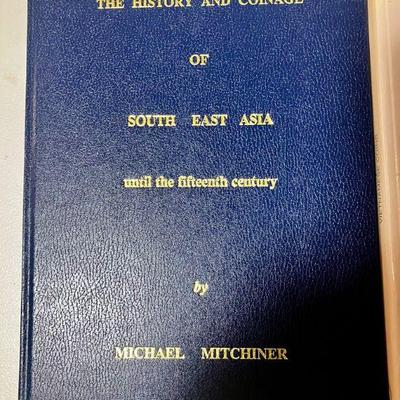 THE HISTORY AND COINAGE
OF
SOUTH EAST ASIA
until the fifteenth century
by
MICHAEL MITCHINER